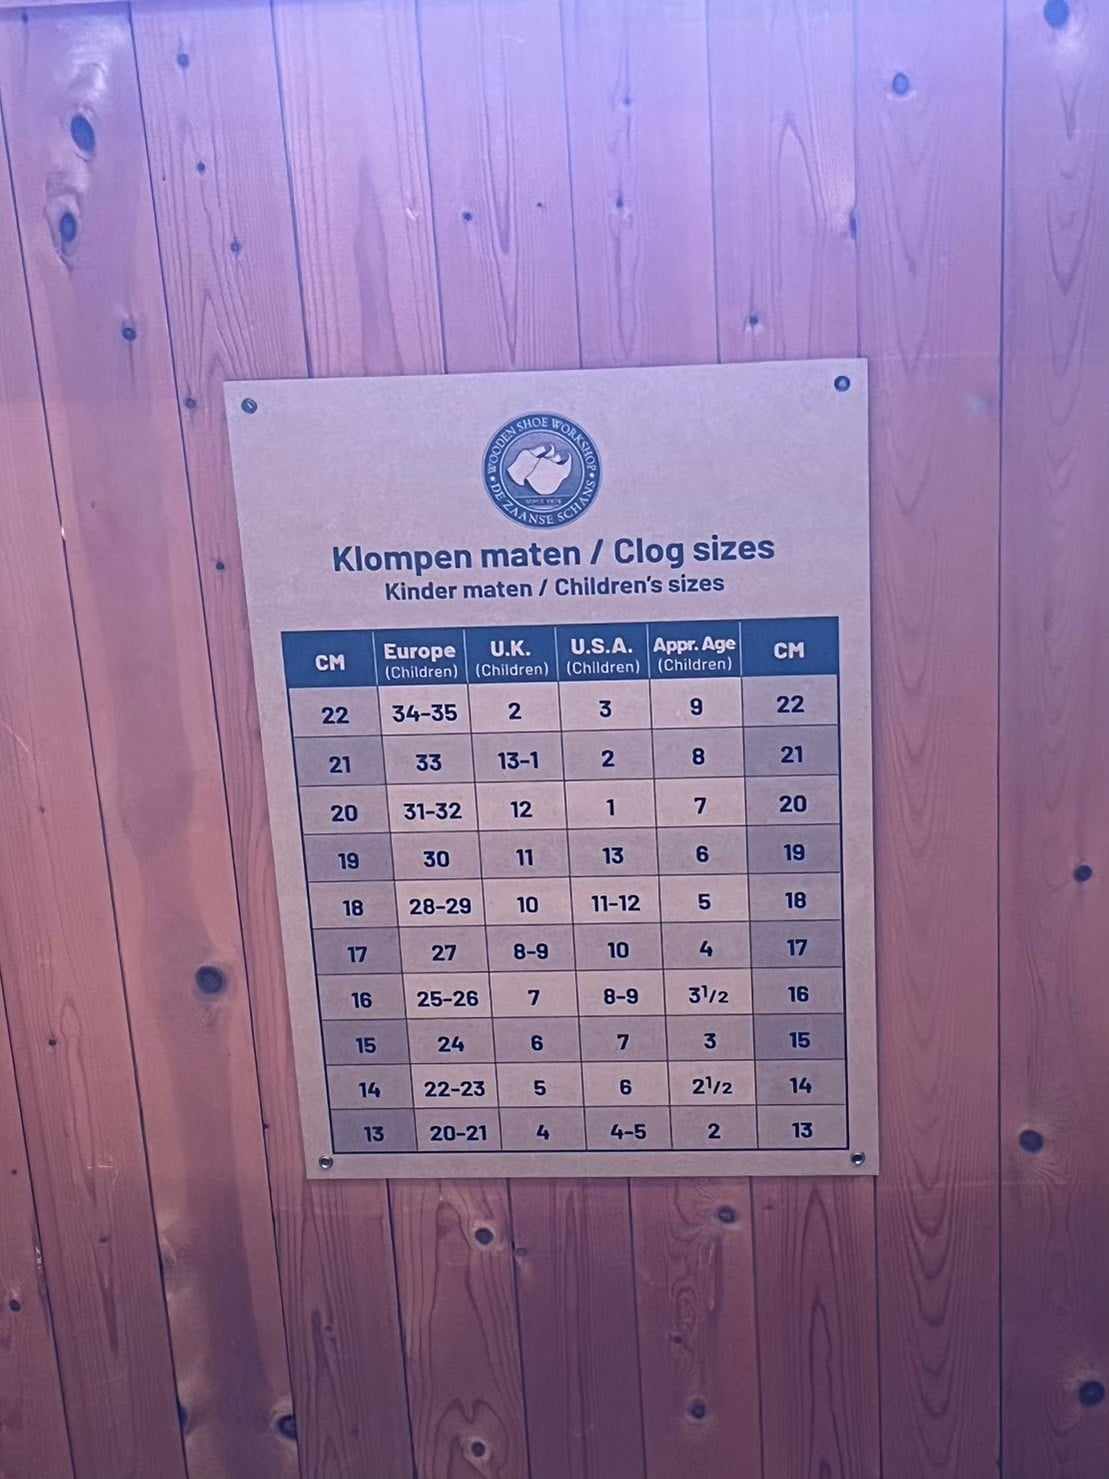 WOODEN SHOE WORKSHOP
DE ZAANSE SCHANS
Klompen maten / Clog sizes
Kinder maten / Children's sizes
CM Europe (Children) U.K. (Children) U.S.A. (Children) Appr. Age (Children) CM
22 34-35 2 3 9 22
21 33 13-1 2 8 21
20 31-32 12 1 7 20
19 30 11 13 6 19
18 28-29 10 11-12 5 18
17 27 8-9 10 4 17
16 25-26 7 8-9 3 1/2 16
15 24 6 7 3 15
14 22-23 5 6 2 1/2 14
13 20-21 4 4-5 2 13